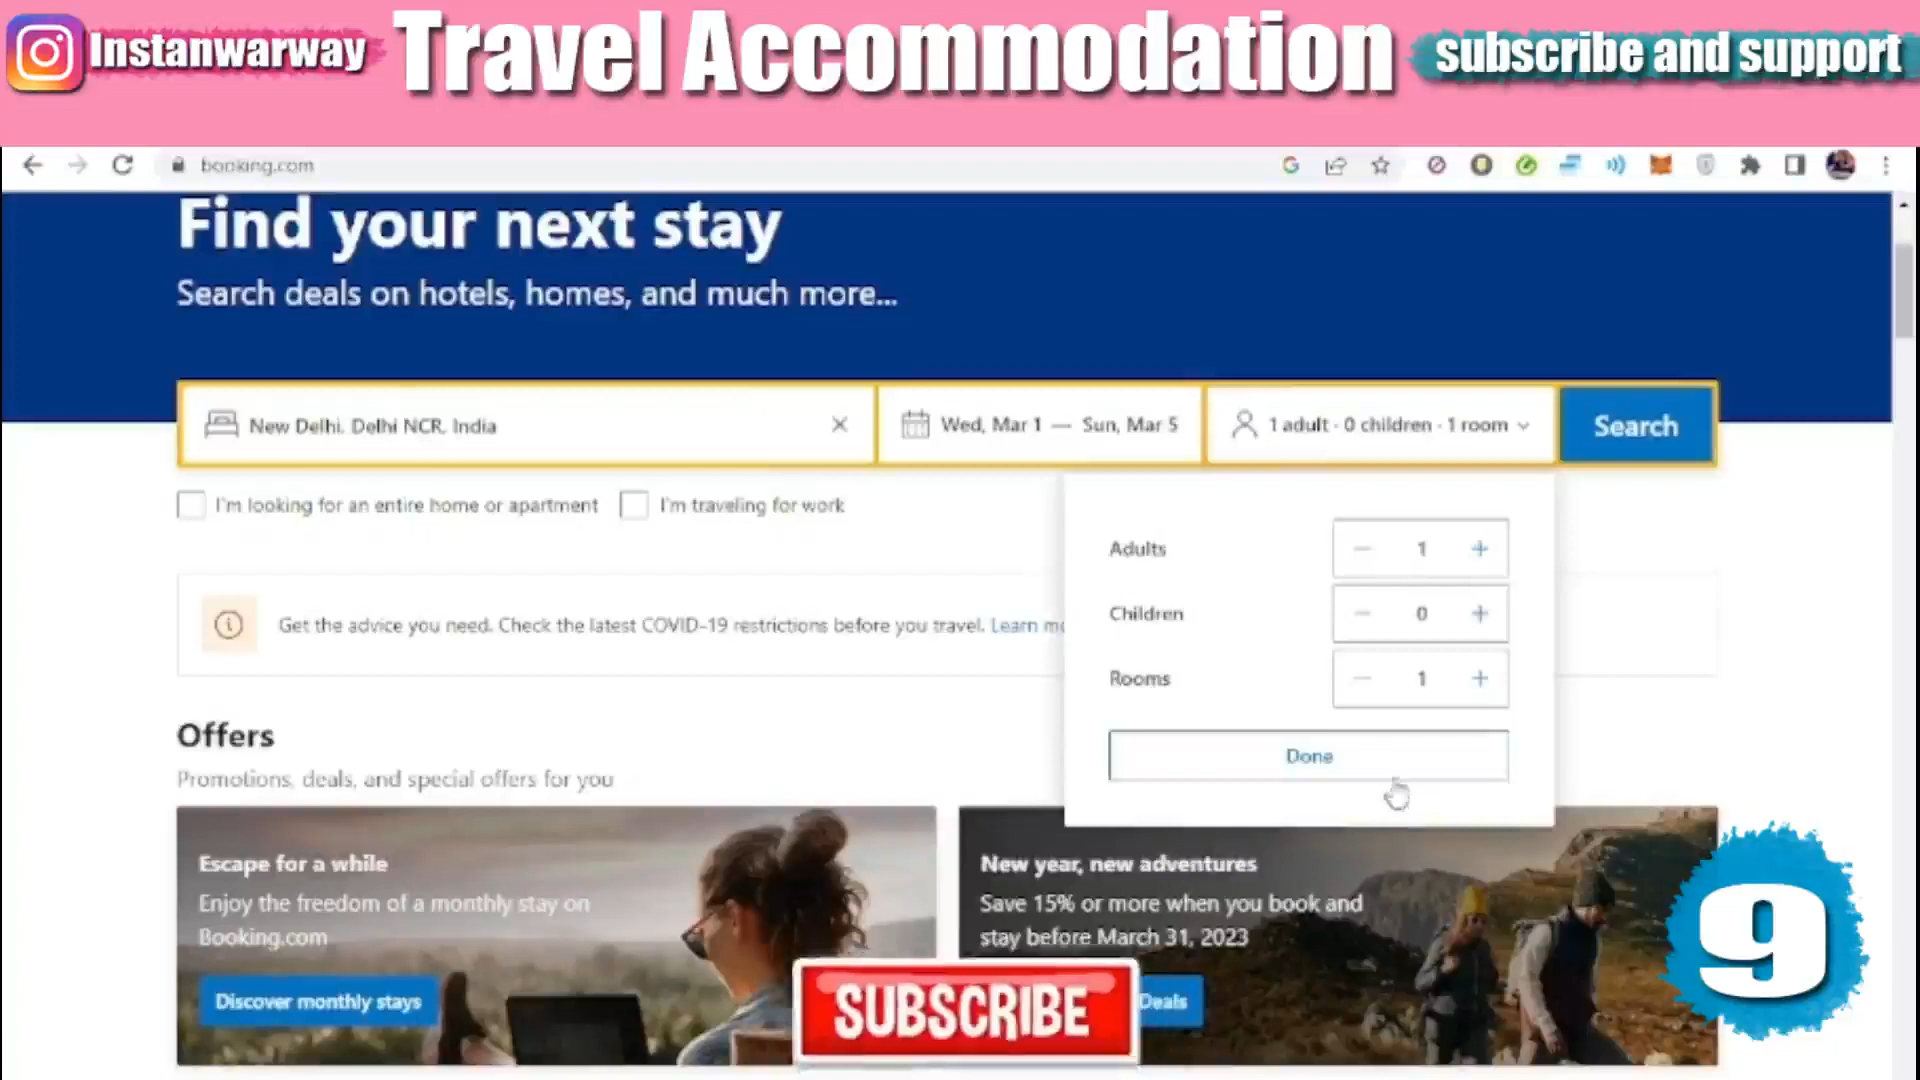 Instanwarway
Travel Accommodation
subscribe and support
booking.com
Find your next stay
Search deals on hotels, homes, and much more...
New Delhi, Delhi NCR, India
Wed, Mar 1 — Sun, Mar 5
1 adult · 0 children · 1 room
Search
I'm looking for an entire home or apartment
I'm traveling for work
Adults
1
Children
0
Rooms
1
Done
Get the advice you need. Check the latest COVID-19 restrictions before you travel. Learn
Offers
Promotions, deals, and special offers for you
Escape for a while
Enjoy the freedom of a monthly stay on
Booking.com
Discover monthly stays
New year, new adventures
Save 15% or more when you book and
stay before March 31, 2023
Deals
SUBSCRIBE
9